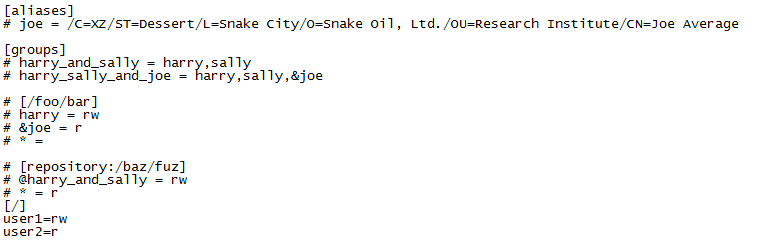 [aliases]
# joe = /C=XZ/ST=Dessert/L=Snake City/O=Snake Oil, Ltd./OU=Research Institute/CN=Joe Average
[groups]
# harry_and_sally = harry,sally
# harry_sally_and_joe = harry,sally,&joe
# [/foo/bar]
# harry = rw
# &joe = r
# * =
# [repository:/baz/fuz]
# @harry_and_sally = rw
# * = r
[/]
user1=rw
user2=r